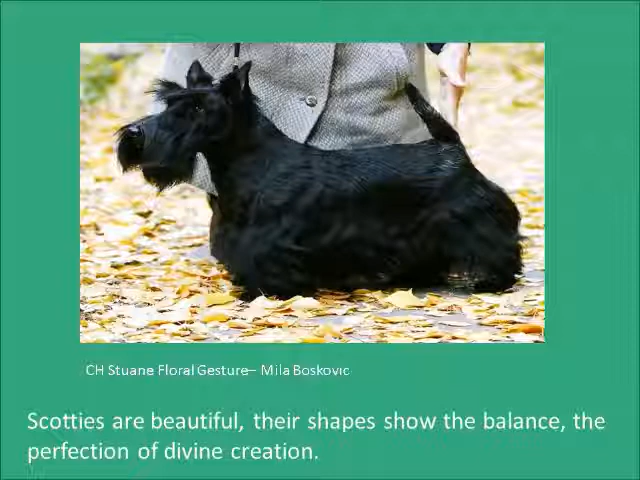 CH Stuane Floral Gesture– Mila Boskovic
Scotties are beautiful, their shapes show the balance, the
perfection of divine creation.